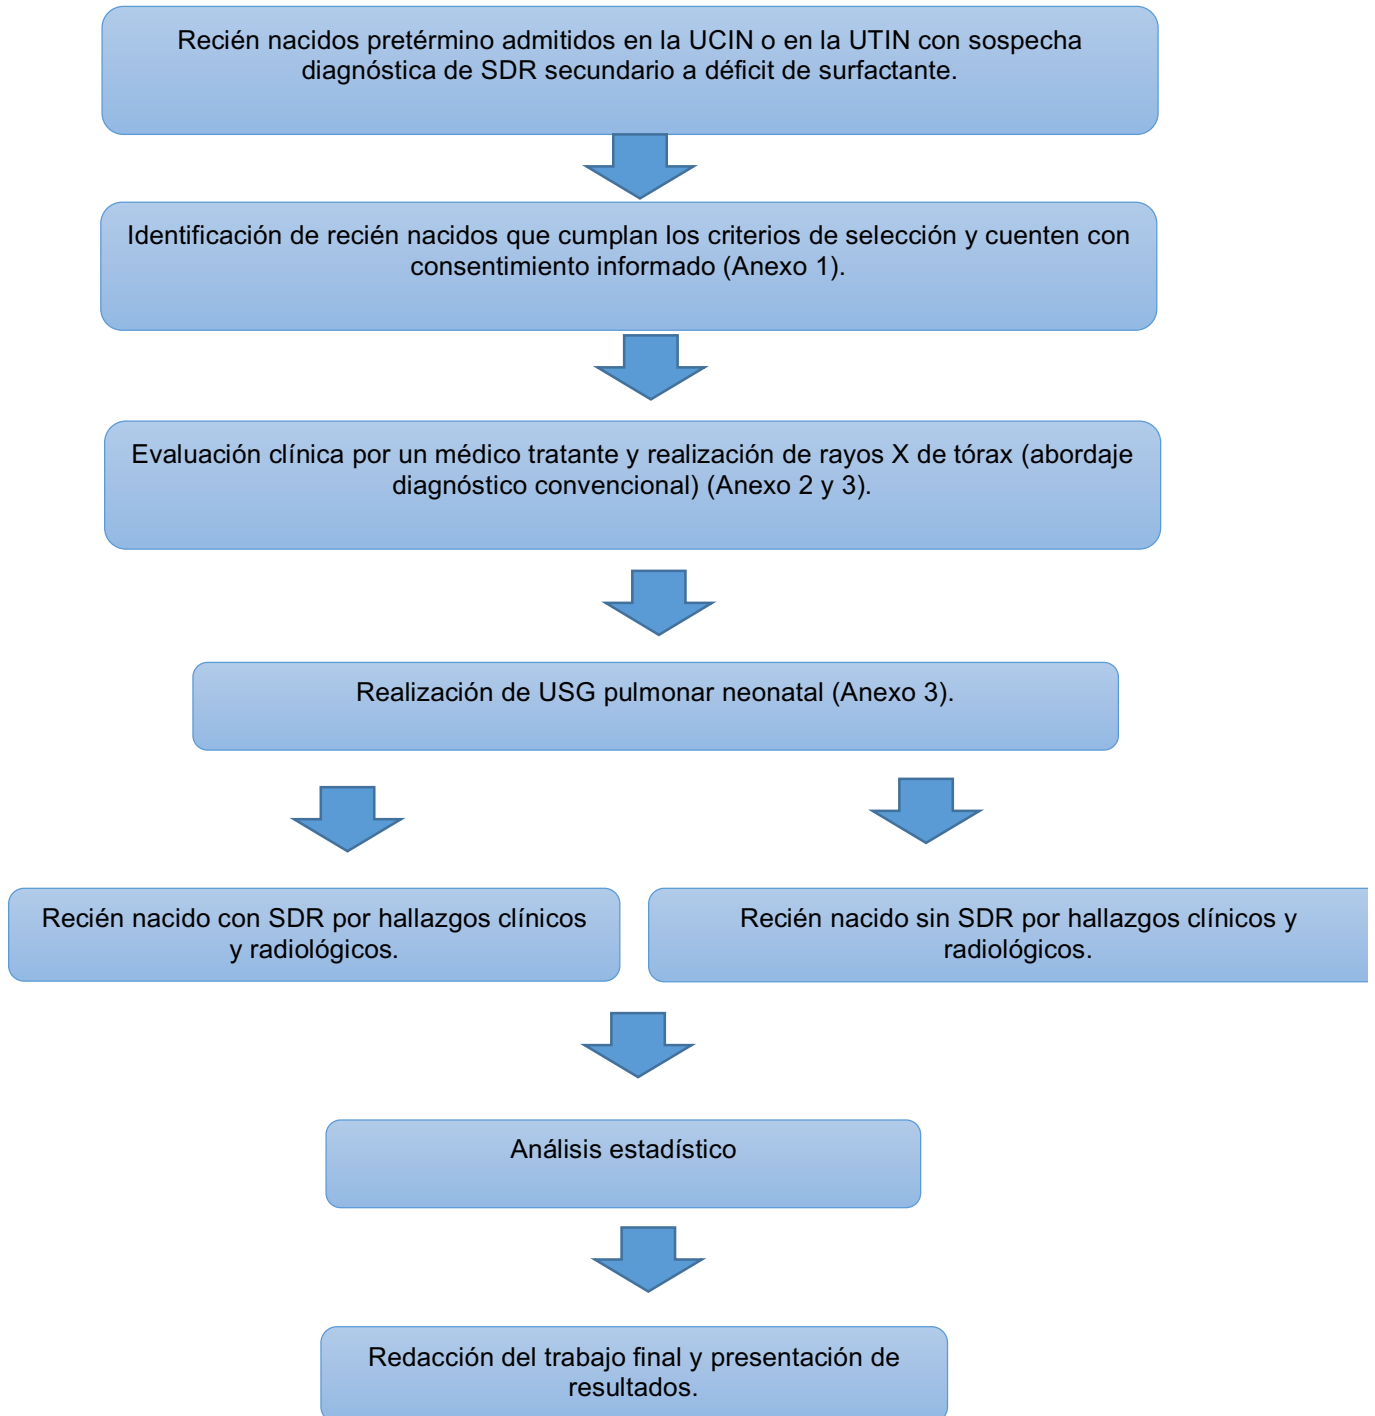 Recién nacidos pretérmino admitidos en la UCIN o en la UTIN con sospecha
diagnóstica de SDR secundario a déficit de surfactante.
Identificación de recién nacidos que cumplan los criterios de selección y cuenten con
consentimiento informado (Anexo 1).
Evaluación clínica por un médico tratante y realización de rayos X de tórax (abordaje
diagnóstico convencional) (Anexo 2 y 3).
Realización de USG pulmonar neonatal (Anexo 3).
Recién nacido con SDR por hallazgos clínicos
y radiológicos.
Recién nacido sin SDR por hallazgos clínicos y
radiológicos.
Análisis estadístico
Redacción del trabajo final y presentación de
resultados.